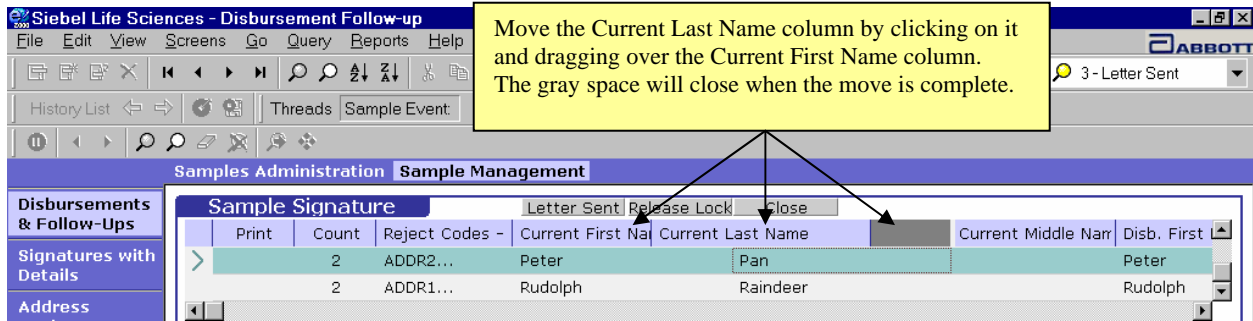 Siebel Life Sciences - Disbursement Follow-up
Move the Current Last Name column by clicking on it
and dragging over the Current First Name column.
The gray space will close when the move is complete.
File Edit View Screens Go Query Reports Help
ABBOTT
3 - Letter Sent
History List Threads Sample Event:
Samples Administration Sample Management
Disbursements
& Follow-Ups
Signatures with
Details
Address
Sample Signature Letter Sent Release Lock Close
Print Count Reject Codes - Current First Nam Current Last Name Current Middle Nam Disb. First
2 ADDR2... Peter Pan Peter
2 ADDR1... Rudolph Raindeer Rudolph